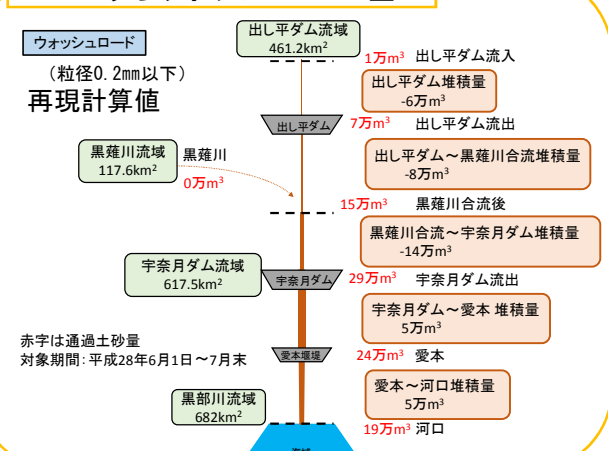 ウォッシュロード
（粒径0.2mm以下）
再現計算値
出し平ダム流域
461.2km²
1万m³ 出し平ダム流入
出し平ダム堆積量
-6万m³
出し平ダム
7万m³ 出し平ダム流出
黒薙川流域
117.6km²
黒薙川
0万m³
出し平ダム～黒薙川合流堆積量
-8万m³
15万m³ 黒薙川合流後
黒薙川合流～宇奈月ダム堆積量
-14万m³
宇奈月ダム流域
617.5km²
宇奈月ダム
29万m³ 宇奈月ダム流出
宇奈月ダム～愛本 堆積量
5万m³
赤字は通過土砂量
対象期間：平成28年6月1日～7月末
愛本堰堤
24万m³ 愛本
愛本～河口堆積量
5万m³
黒部川流域
682km²
19万m³ 河口